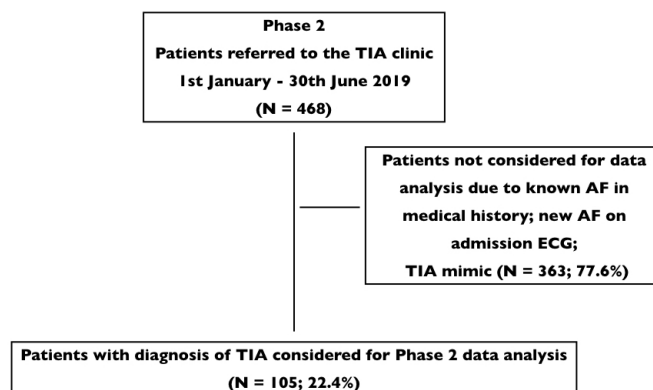 Phase 2
Patients referred to the TIA clinic
1st January - 30th June 2019
(N = 468)
Patients not considered for data
analysis due to known AF in
medical history; new AF on
admission ECG;
TIA mimic (N = 363; 77.6%)
Patients with diagnosis of TIA considered for Phase 2 data analysis
(N = 105; 22.4%)